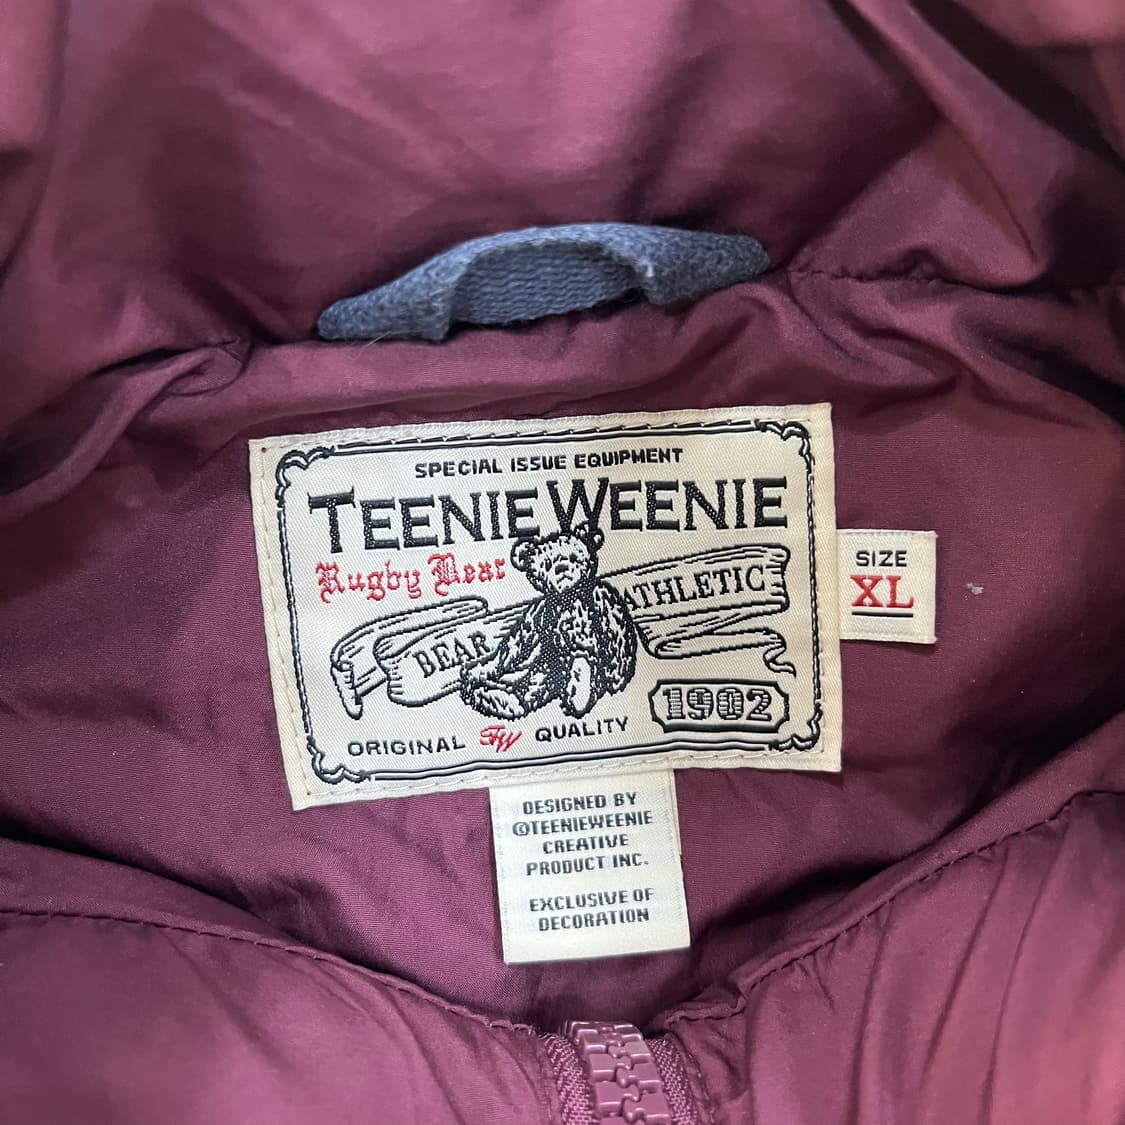 SPECIAL ISSUE EQUIPMENT
TEENIE WEENIE
Rugby Bear
BEAR ATHLETIC
1902
ORIGINAL TW QUALITY
SIZE
XL
DESIGNED BY
©TEENIEWEENIE
CREATIVE
PRODUCT INC.
EXCLUSIVE OF
DECORATION